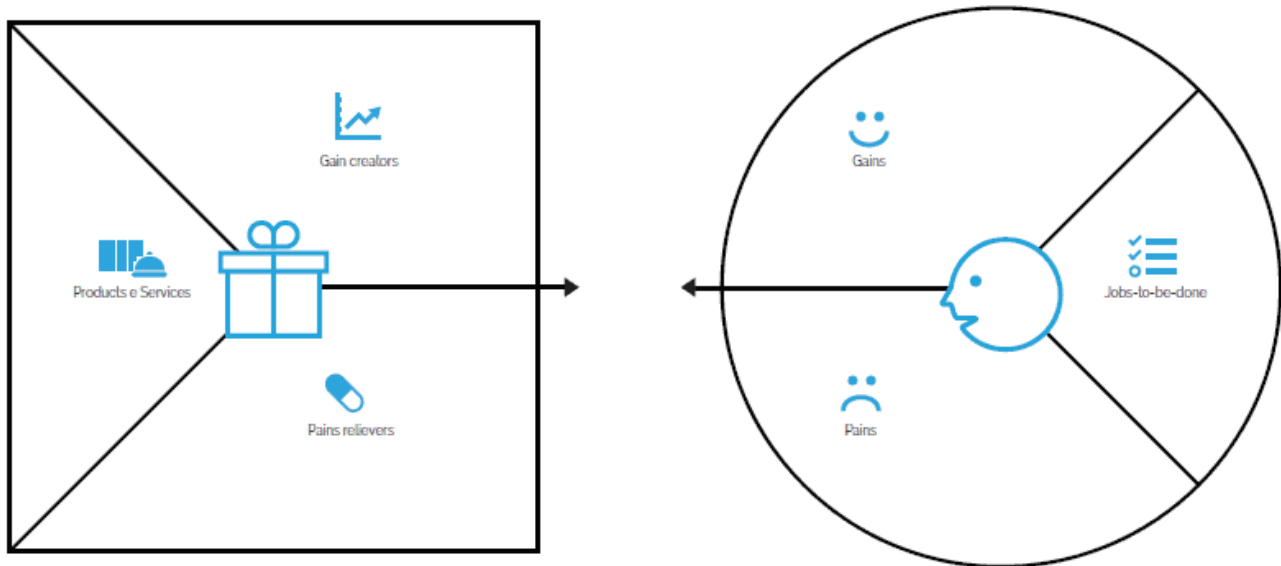 Gain creators
Products e Services
Pains relievers
Gains
Jobs-to-be-done
Pains